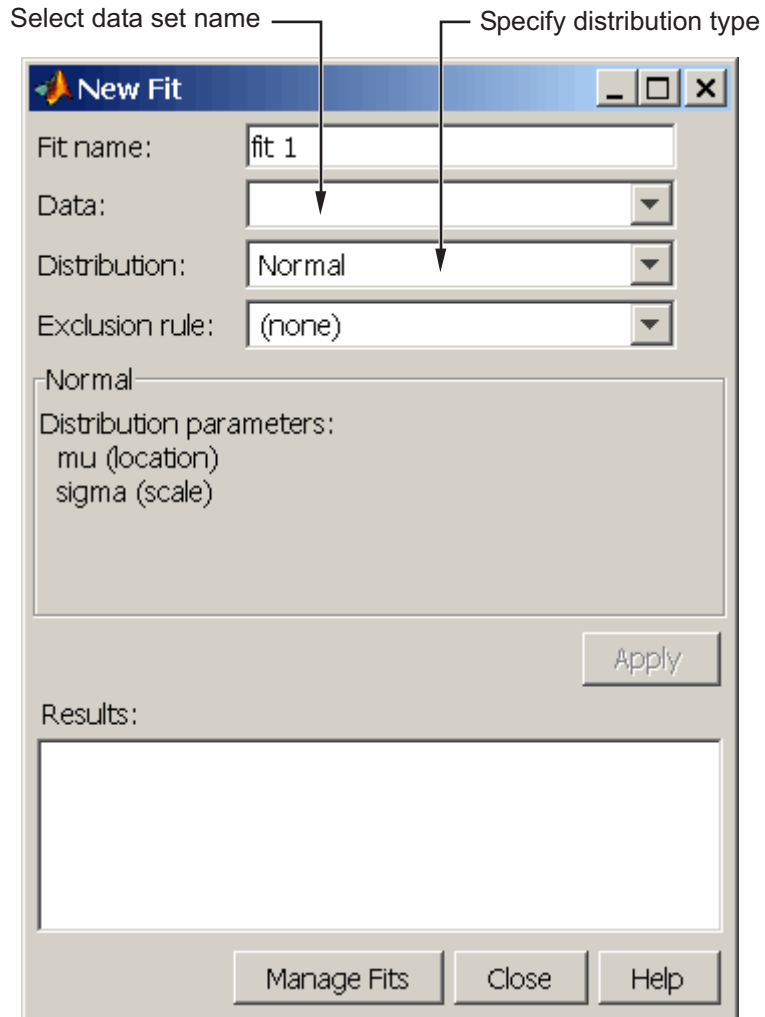 Select data set name
Specify distribution type
New Fit
Fit name: fit 1
Data:
Distribution: Normal
Exclusion rule: (none)
Normal
Distribution parameters:
mu (location)
sigma (scale)
Apply
Results:
Manage Fits Close Help